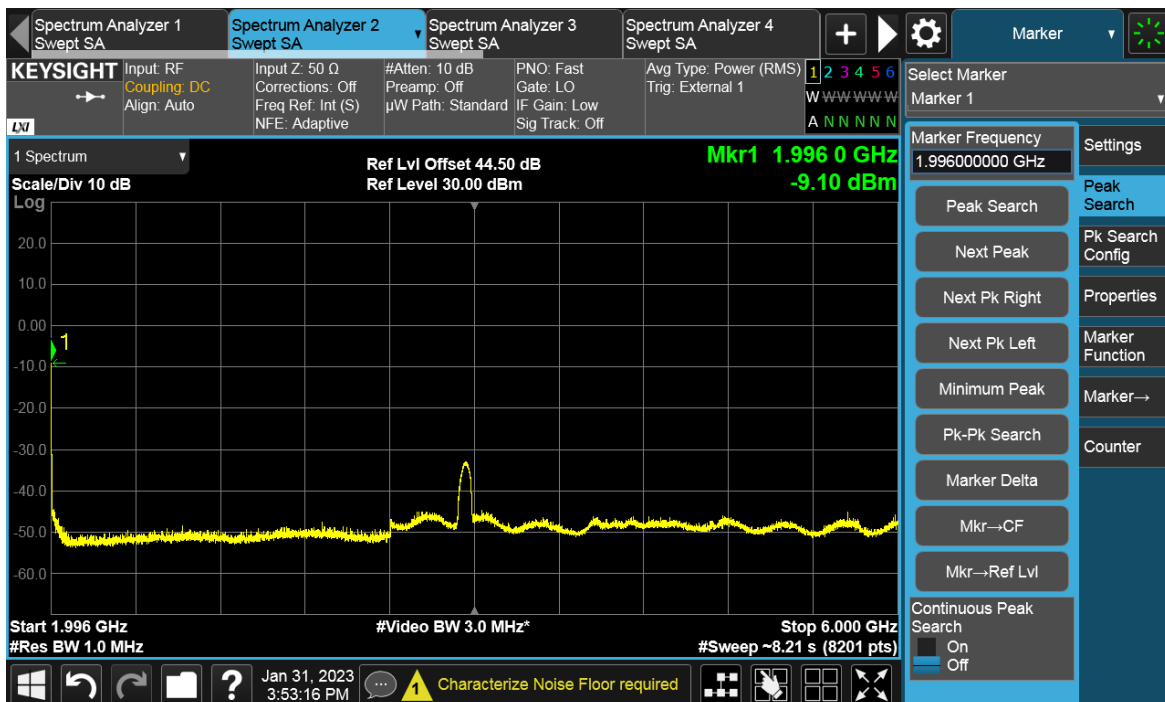 Spectrum Analyzer 1
Swept SA
Spectrum Analyzer 2
Swept SA
Spectrum Analyzer 3
Swept SA
Spectrum Analyzer 4
Swept SA
+
Marker
KEYSIGHT
LXI
Input: RF
Coupling: DC
Align: Auto
Input Z: 50 Ω
Corrections: Off
Freq Ref: Int (S)
NFE: Adaptive
#Atten: 10 dB
Preamp: Off
µW Path: Standard
PNO: Fast
Gate: LO
IF Gain: Low
Sig Track: Off
Avg Type: Power (RMS)
Trig: External 1
1 2 3 4 5 6
W W W W W W
A N N N N N
Select Marker
Marker 1
1 Spectrum
Scale/Div 10 dB
Log
Ref Lvl Offset 44.50 dB
Ref Level 30.00 dBm
Mkr1 1.996 0 GHz
-9.10 dBm
20.0
10.0
0.00
-10.0
-20.0
-30.0
-40.0
-50.0
-60.0
1
Start 1.996 GHz
#Res BW 1.0 MHz
#Video BW 3.0 MHz*
Stop 6.000 GHz
#Sweep ~8.21 s (8201 pts)
Marker Frequency
1.996000000 GHz
Peak Search
Next Peak
Next Pk Right
Next Pk Left
Minimum Peak
Pk-Pk Search
Marker Delta
Mkr→CF
Mkr→Ref Lvl
Continuous Peak
Search
On
Off
Settings
Peak
Search
Pk Search
Config
Properties
Marker
Function
Marker→
Counter
?
Jan 31, 2023
3:53:16 PM
1
Characterize Noise Floor required